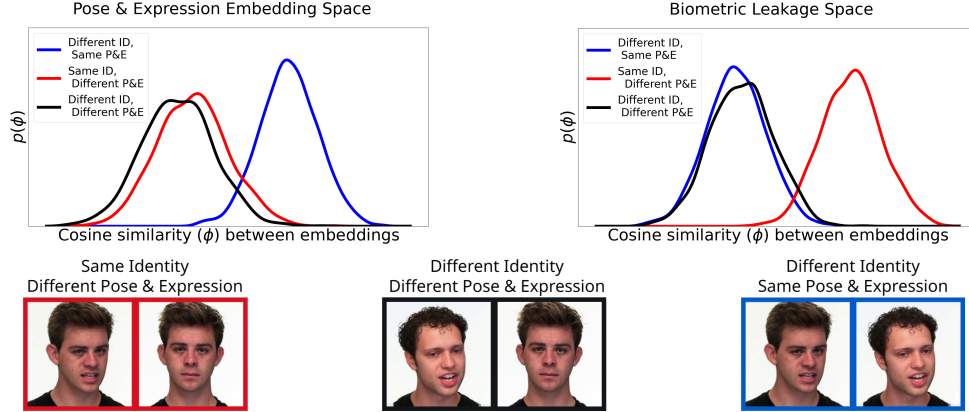 Pose & Expression Embedding Space
Different ID,
Same P&E
Same ID,
Different P&E
Different ID,
Different P&E
p(ϕ)
Cosine similarity (ϕ) between embeddings
Biometric Leakage Space
Different ID,
Same P&E
Same ID,
Different P&E
Different ID,
Different P&E
p(ϕ)
Cosine similarity (ϕ) between embeddings
Same Identity
Different Pose & Expression
Different Identity
Different Pose & Expression
Different Identity
Same Pose & Expression